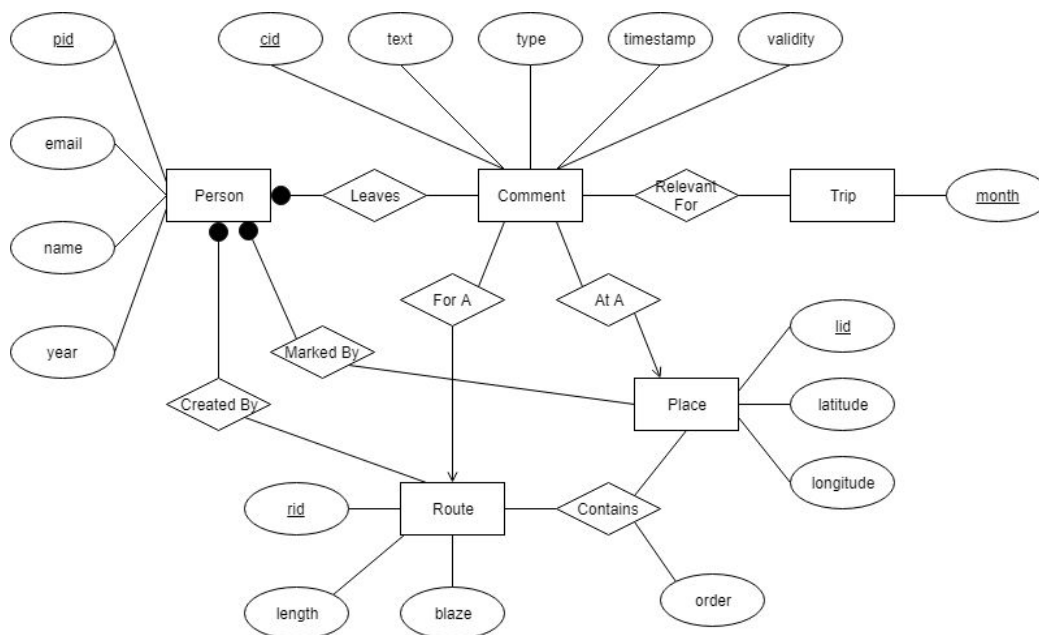 pid
cid
text
type
timestamp
validity
email
Person
Leaves
Comment
Relevant
For
Trip
month
name
For A
At A
year
Marked By
lid
Created By
Place
latitude
longitude
rid
Route
Contains
length
blaze
order